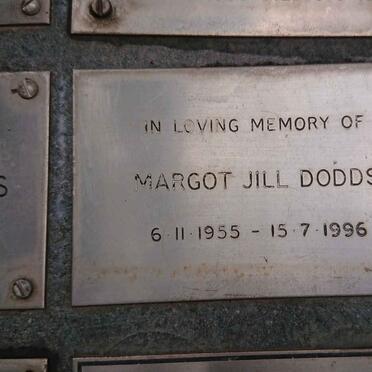 IN LOVING MEMORY OF
MARGOT JILL DODDS
6·11·1955 - 15·7·1996